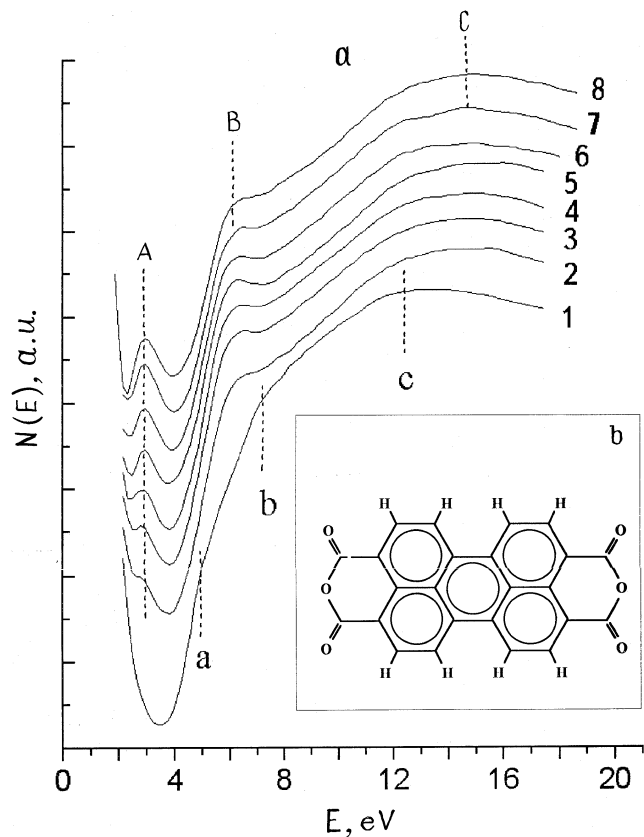 a
C
B
A
8
7
6
5
4
3
2
1
c
b
a
N(E), a.u.
b
H H H H
O O
O O
O O
H H H H
0 4 8 12 16 20
E, eV